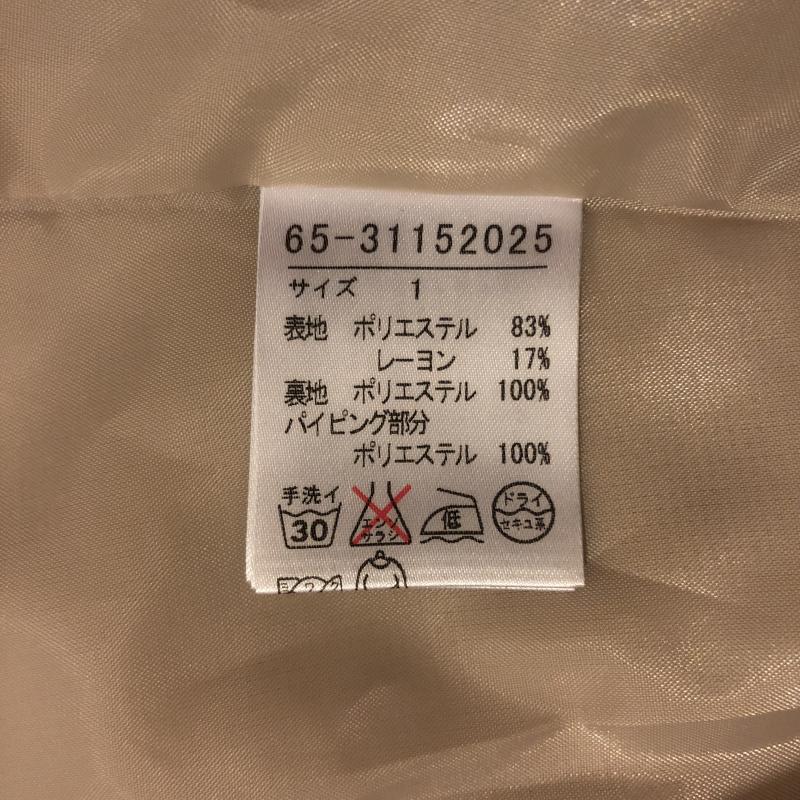 65-31152025
サイズ 1
表地 ポリエステル 83%
レーヨン 17%
裏地 ポリエステル 100%
パイピング部分
ポリエステル 100%
手洗イ
30
エンソ
サラシ
低
ドライ
セキユ系